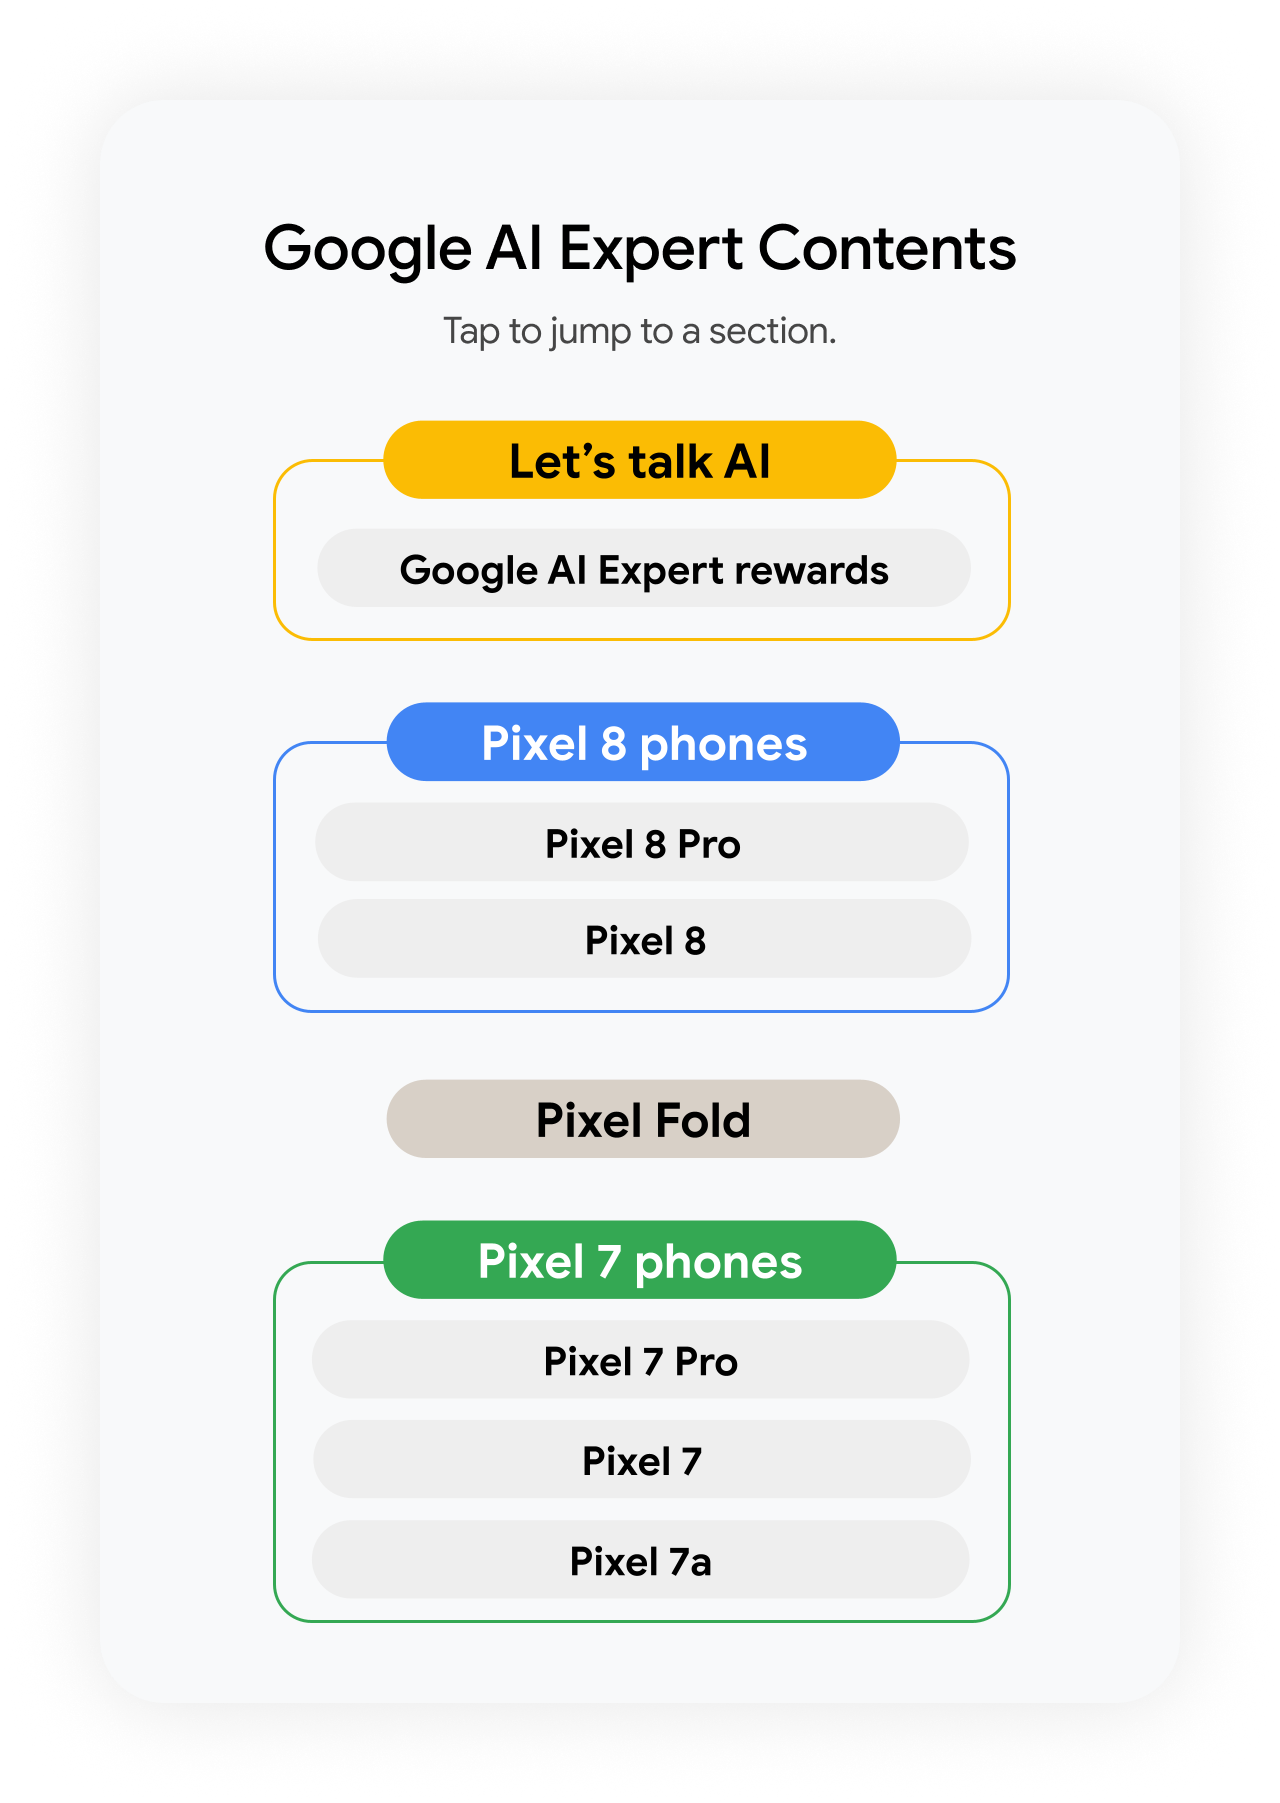 Google AI Expert Contents
Tap to jump to a section.
Let’s talk AI
Google AI Expert rewards
Pixel 8 phones
Pixel 8 Pro
Pixel 8
Pixel Fold
Pixel 7 phones
Pixel 7 Pro
Pixel 7
Pixel 7a